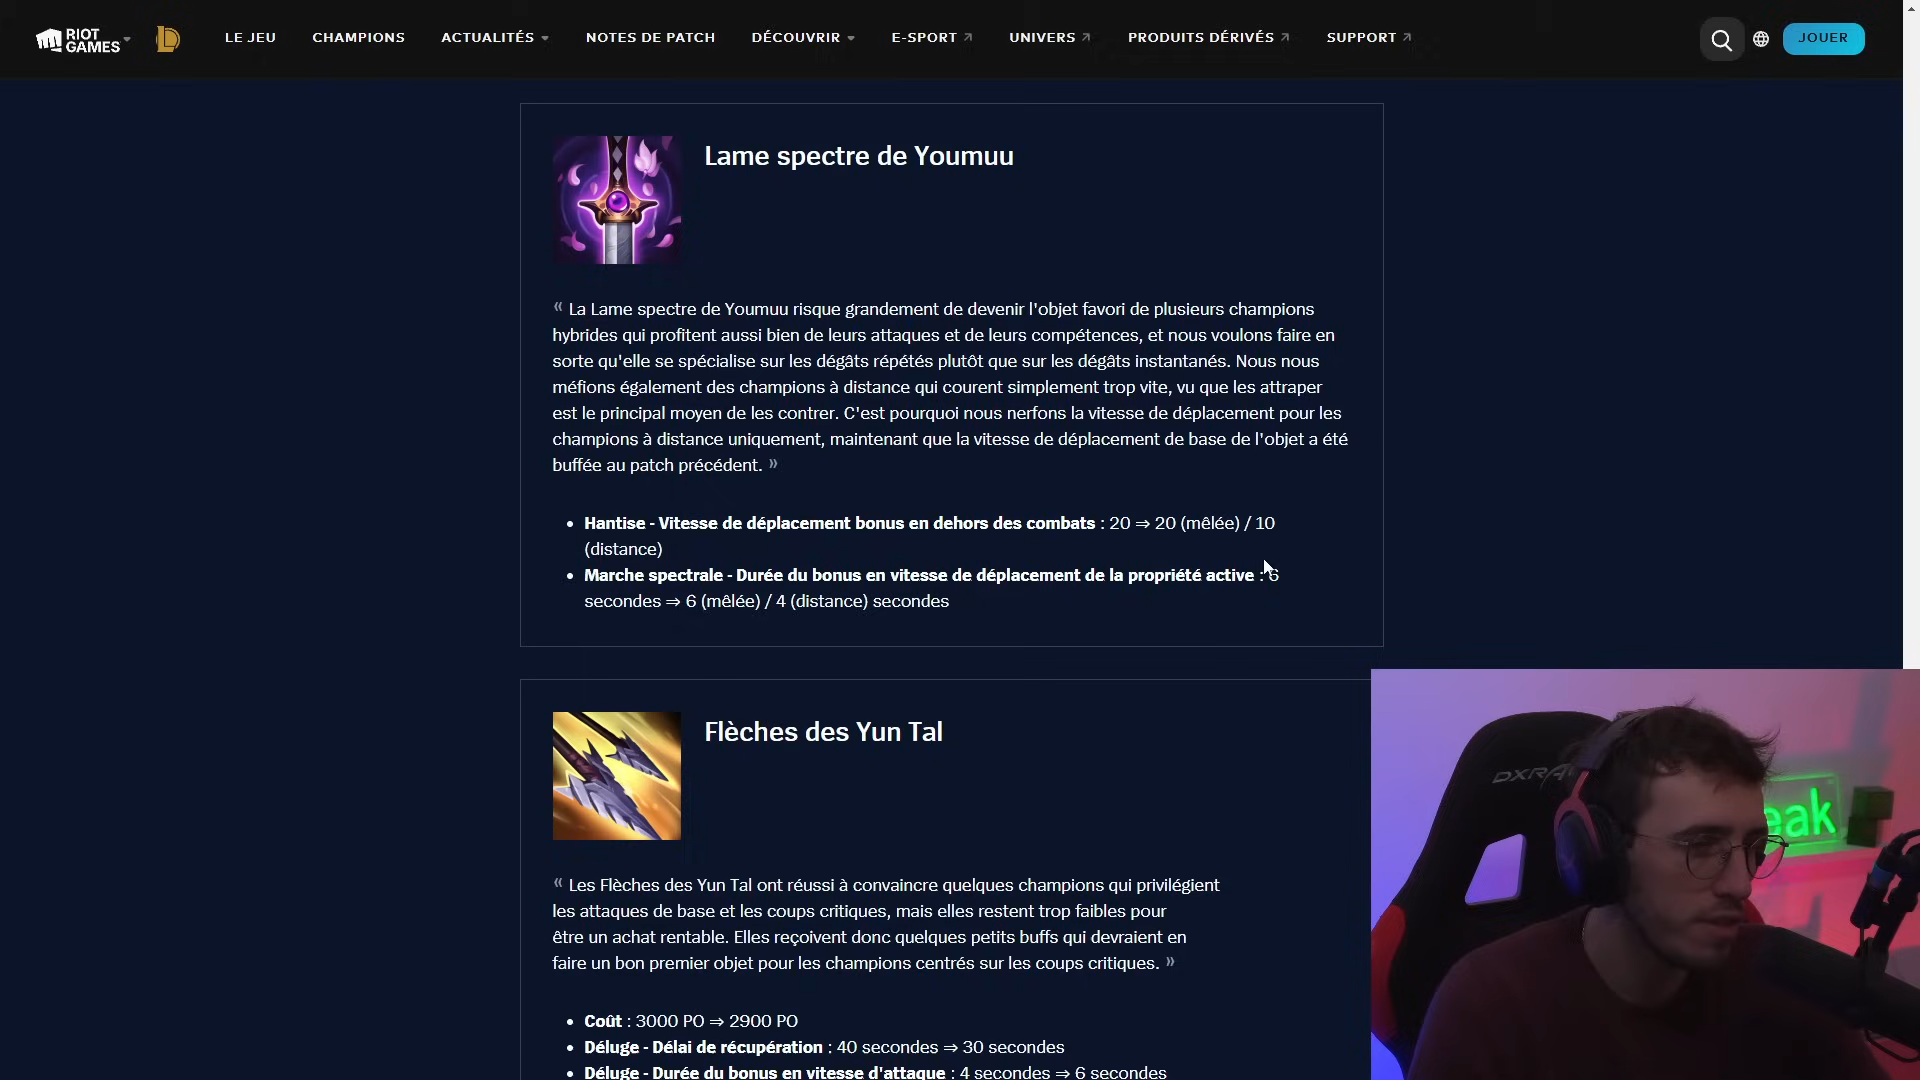 RIOT GAMES
LE JEU CHAMPIONS ACTUALITÉS NOTES DE PATCH DÉCOUVRIR E-SPORT UNIVERS PRODUITS DÉRIVÉS SUPPORT JOUER
Lame spectre de Youmuu
« La Lame spectre de Youmuu risque grandement de devenir l'objet favori de plusieurs champions
hybrides qui profitent aussi bien de leurs attaques et de leurs compétences, et nous voulons faire en
sorte qu'elle se spécialise sur les dégâts répétés plutôt que sur les dégâts instantanés. Nous nous
méfions également des champions à distance qui courent simplement trop vite, vu que les attraper
est le principal moyen de les contrer. C'est pourquoi nous nerfons la vitesse de déplacement pour les
champions à distance uniquement, maintenant que la vitesse de déplacement de base de l'objet a été
buffée au patch précédent. »
• Hantise - Vitesse de déplacement bonus en dehors des combats : 20 ⇒ 20 (mêlée) / 10
(distance)
• Marche spectrale - Durée du bonus en vitesse de déplacement de la propriété active : 6
secondes ⇒ 6 (mêlée) / 4 (distance) secondes
Flèches des Yun Tal
« Les Flèches des Yun Tal ont réussi à convaincre quelques champions qui privilégient
les attaques de base et les coups critiques, mais elles restent trop faibles pour
être un achat rentable. Elles reçoivent donc quelques petits buffs qui devraient en
faire un bon premier objet pour les champions centrés sur les coups critiques. »
• Coût : 3000 PO ⇒ 2900 PO
• Déluge - Délai de récupération : 40 secondes ⇒ 30 secondes
• Déluge - Durée du bonus en vitesse d'attaque : 4 secondes ⇒ 6 secondes
DXRA
eak